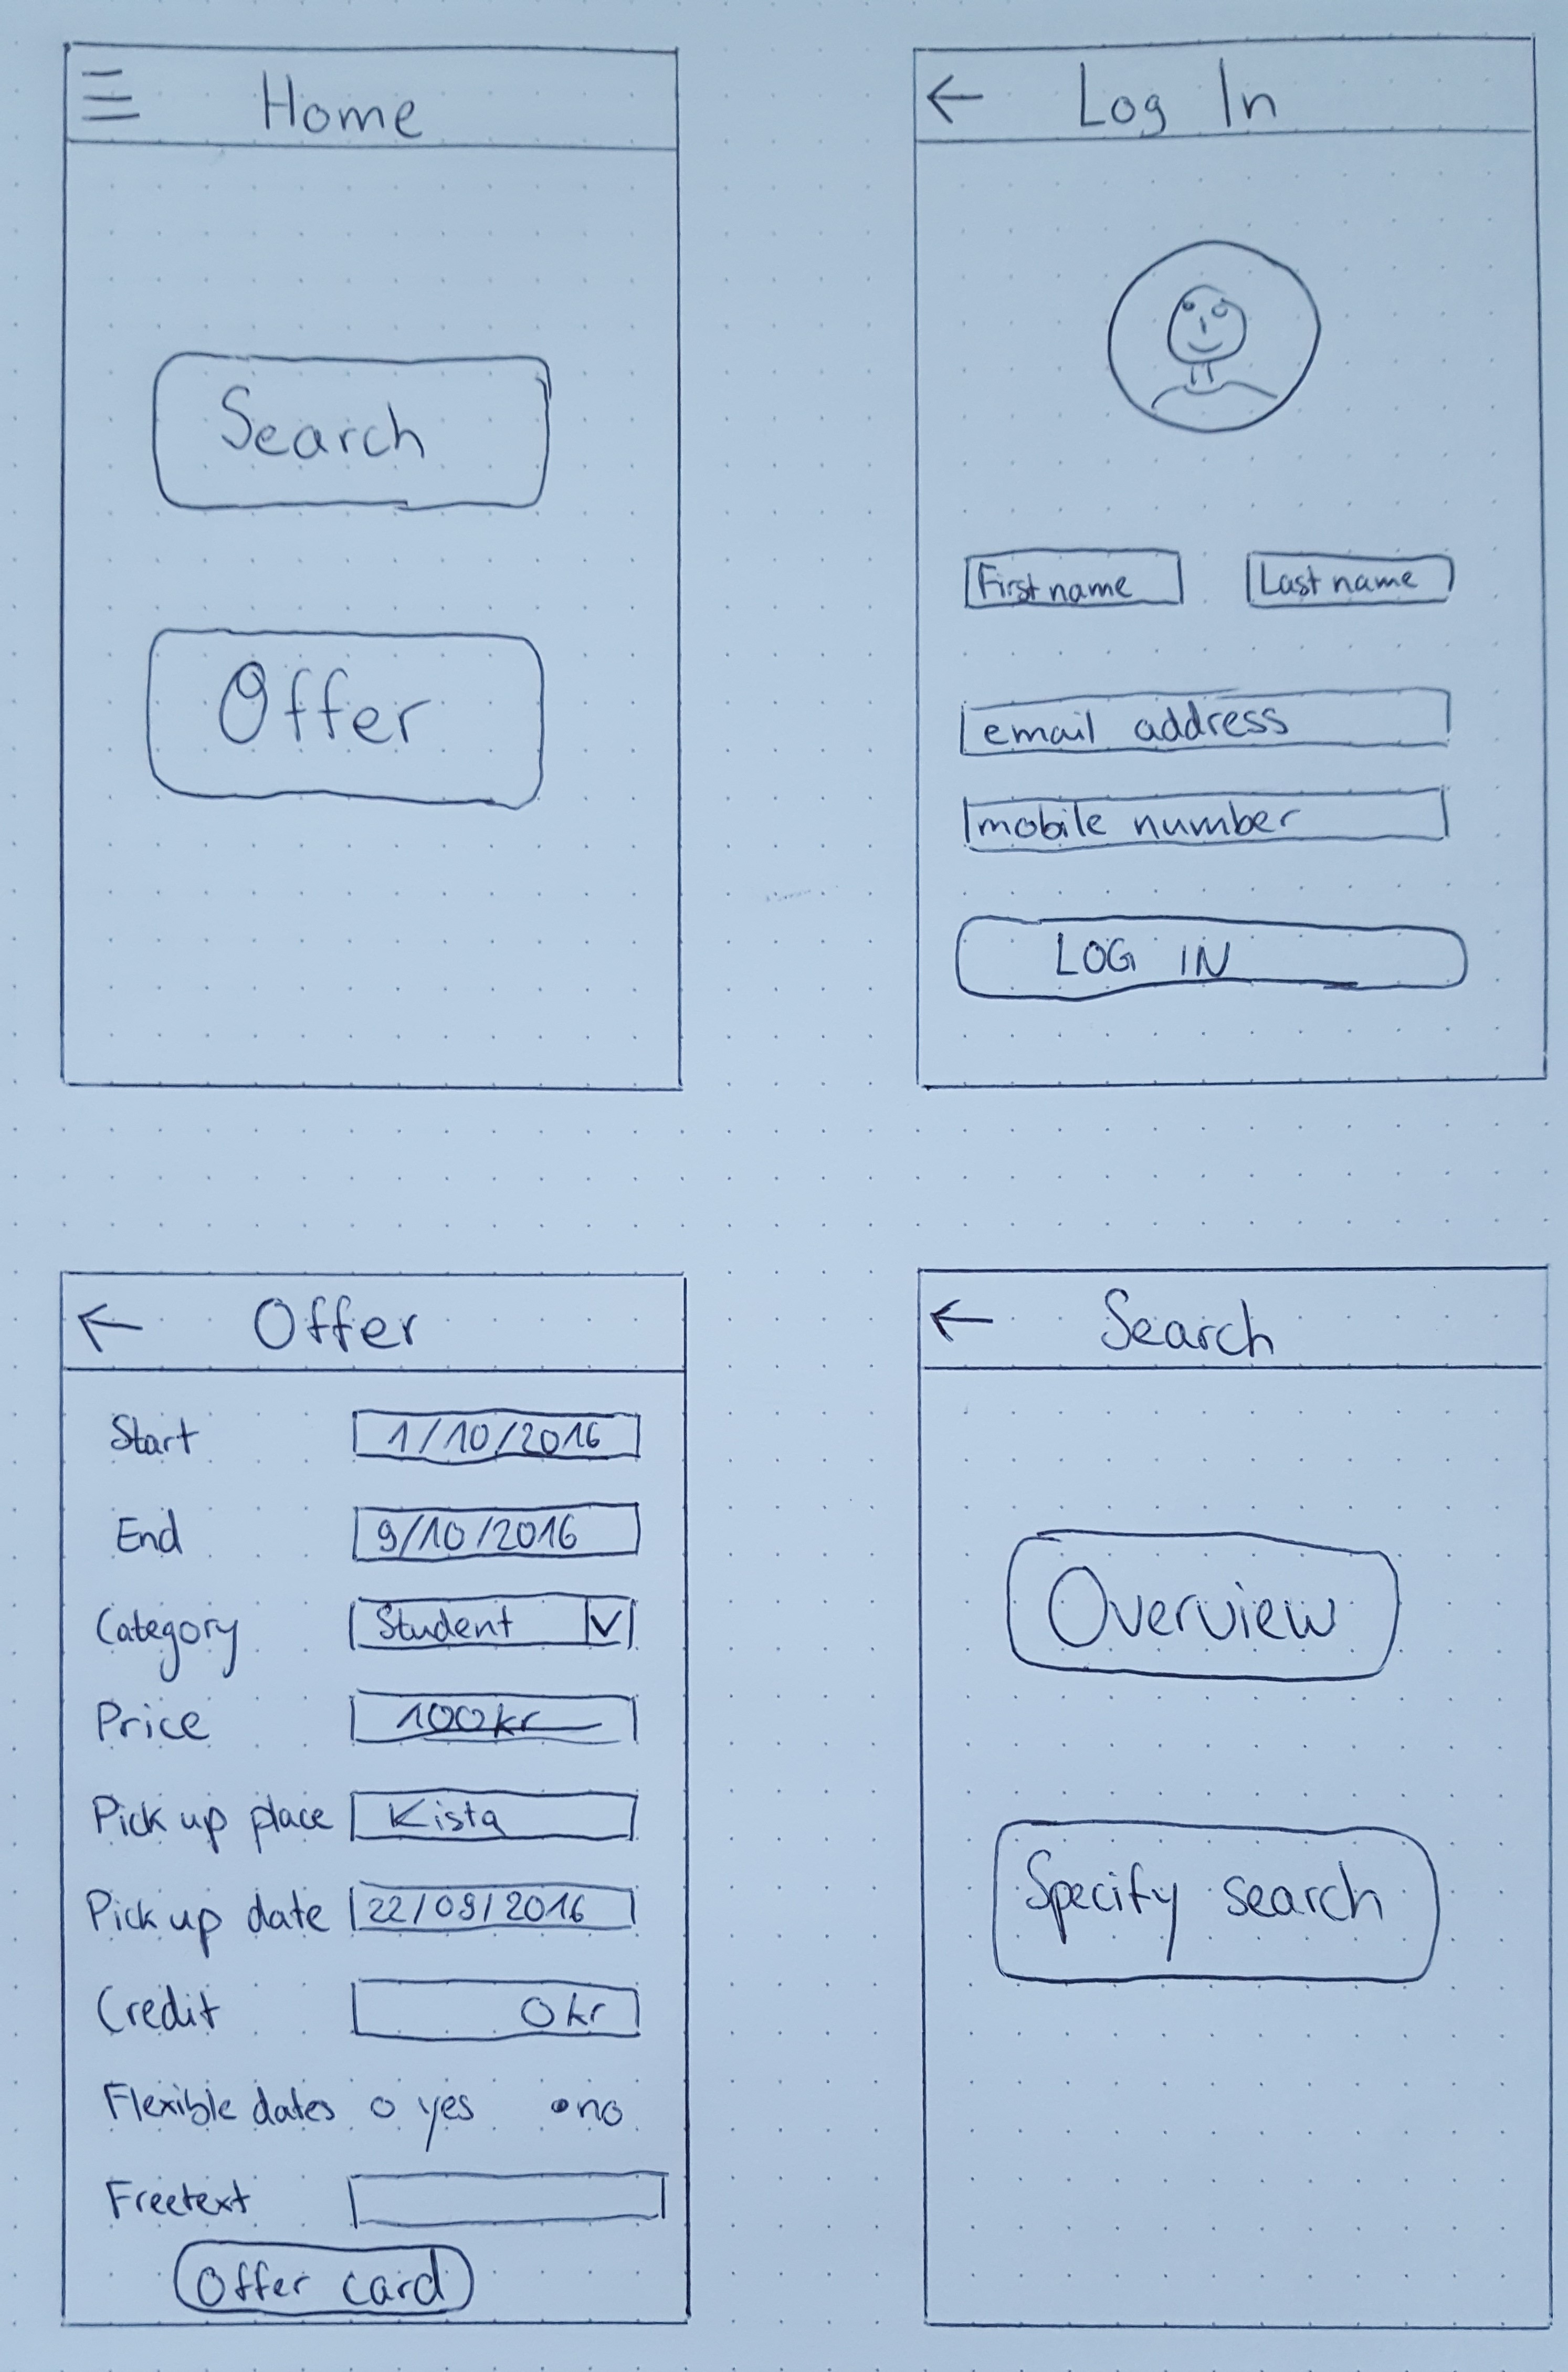 Home
Search
Offer
Log In
First name
Last name
email address
mobile number
LOG IN
Offer
Start 1/10/2016
End 9/10/2016
Category Student
Price 100kr
Pick up place Kista
Pick up date 22/09/2016
Credit 0kr
Flexible dates yes no
Freetext
Offer card
Search
Overview
Specify search